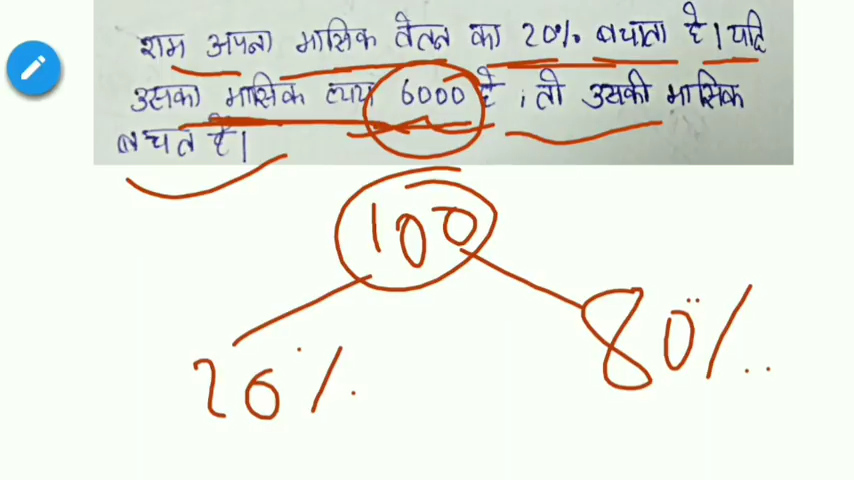 राम अपना मासिक वेतन का 20% बचाता है। यदि
उसका मासिक व्यय 6000 है, तो उसकी मासिक
बचत है।
100
20%
80%